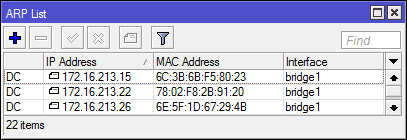 ARP List
Find
IP Address MAC Address Interface
DC 172.16.213.15 6C:3B:6B:F5:80:23 bridge1
DC 172.16.213.22 78:02:F8:2B:91:20 bridge1
DC 172.16.213.26 6E:5F:1D:67:29:4B bridge1
22 items